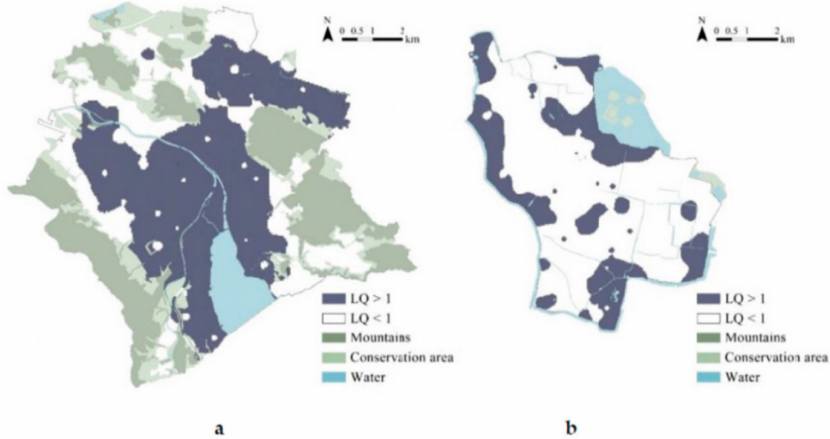 N
0 0.5 1 2
km
LQ > 1
LQ < 1
Mountains
Conservation area
Water
a
N
0 0.5 1 2
km
LQ > 1
LQ < 1
Mountains
Conservation area
Water
b